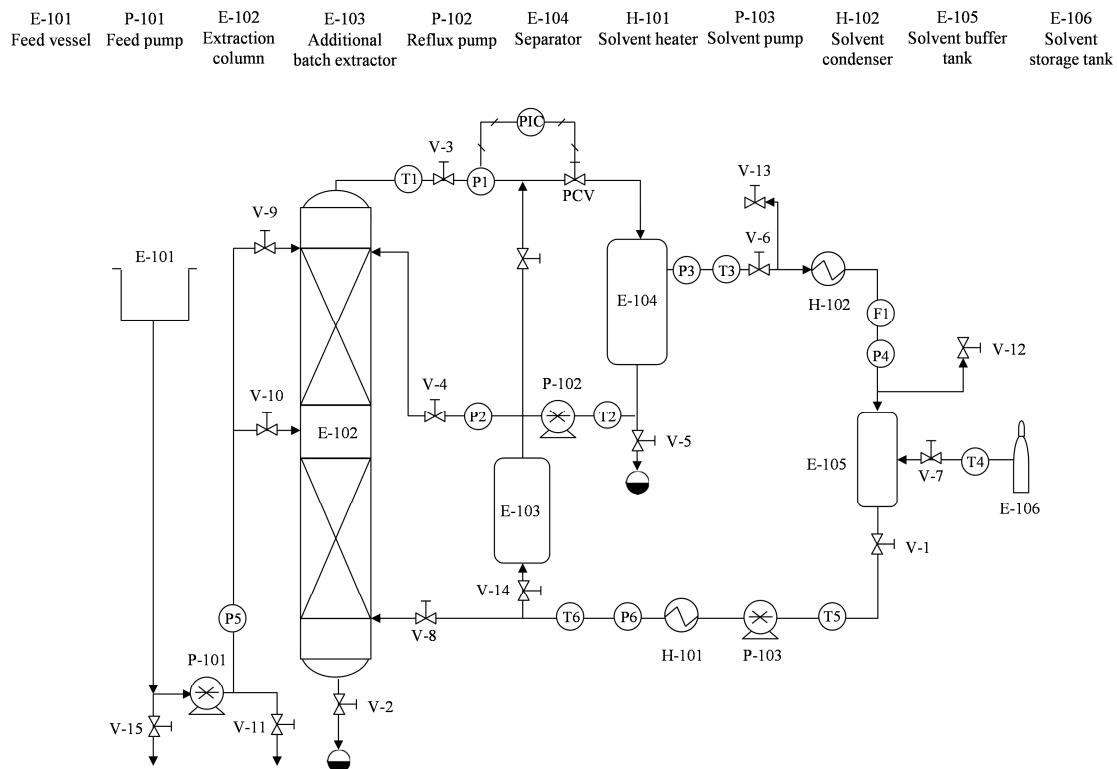 E-101 P-101 E-102 E-103 P-102 E-104 H-101 P-103 H-102 E-105 E-106
Feed vessel Feed pump Extraction Additional Reflux pump Separator Solvent heater Solvent pump Solvent Solvent buffer Solvent
column batch extractor condenser tank storage tank
PIC
V-3
T1
P1
PCV
V-13
V-9
V-6
E-101
P3
T3
E-104
H-102
F1
P4
V-12
V-10
V-4
P-102
E-102
P2
T2
V-5
E-105
V-7
T4
E-106
E-103
V-1
V-14
P5
V-8
T6
P6
T5
H-101
P-103
P-101
V-2
V-15
V-11